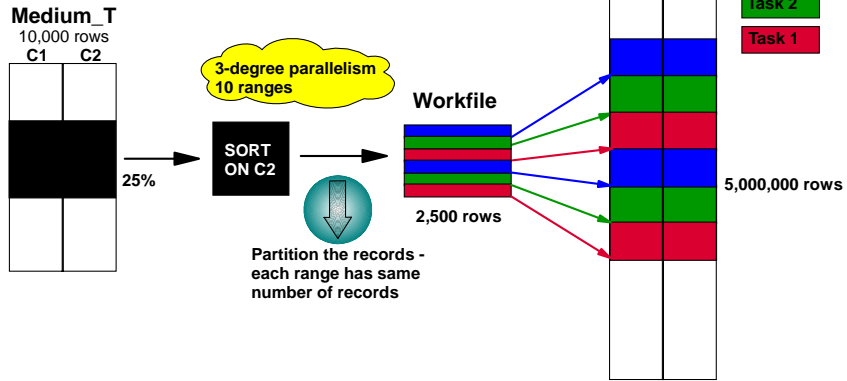 Medium_T
10,000 rows
C1 C2
25%
3-degree parallelism
10 ranges
SORT
ON C2
Partition the records -
each range has same
number of records
Workfile
2,500 rows
5,000,000 rows
Task 2
Task 1